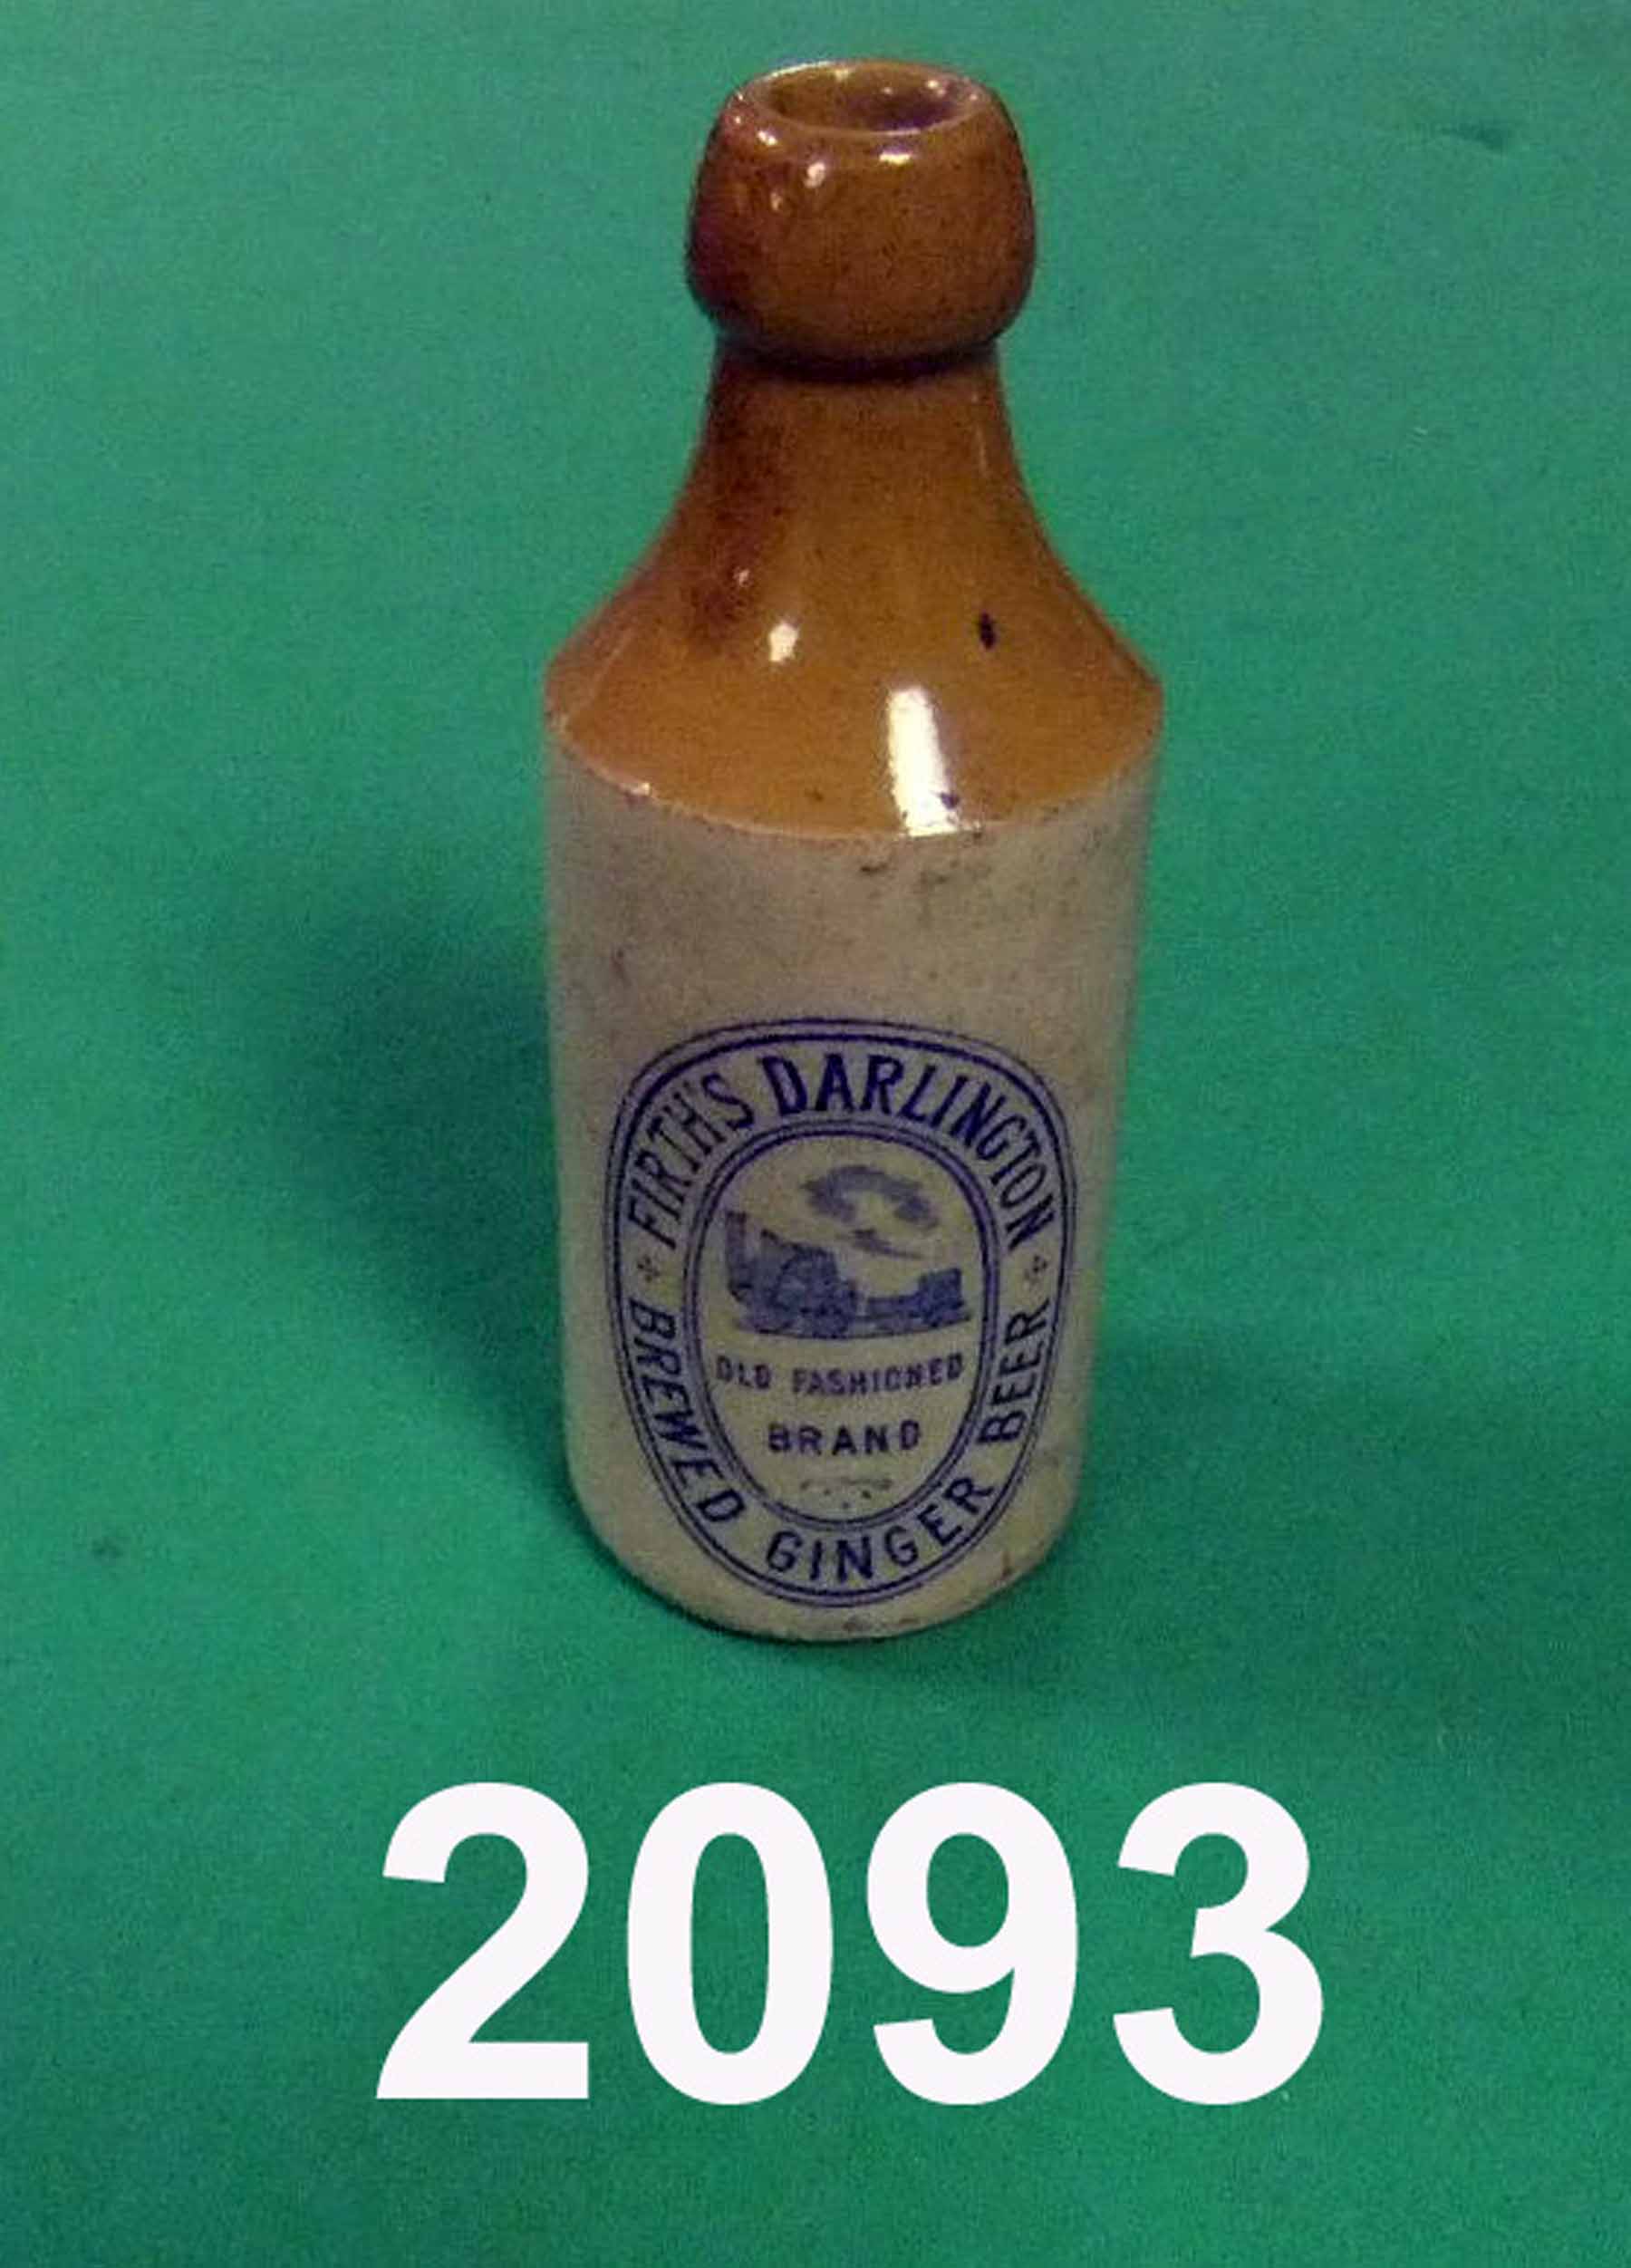 FIRTH'S DARLINGTON
OLD FASHIONED
BRAND
BREWED GINGER BEER
2093